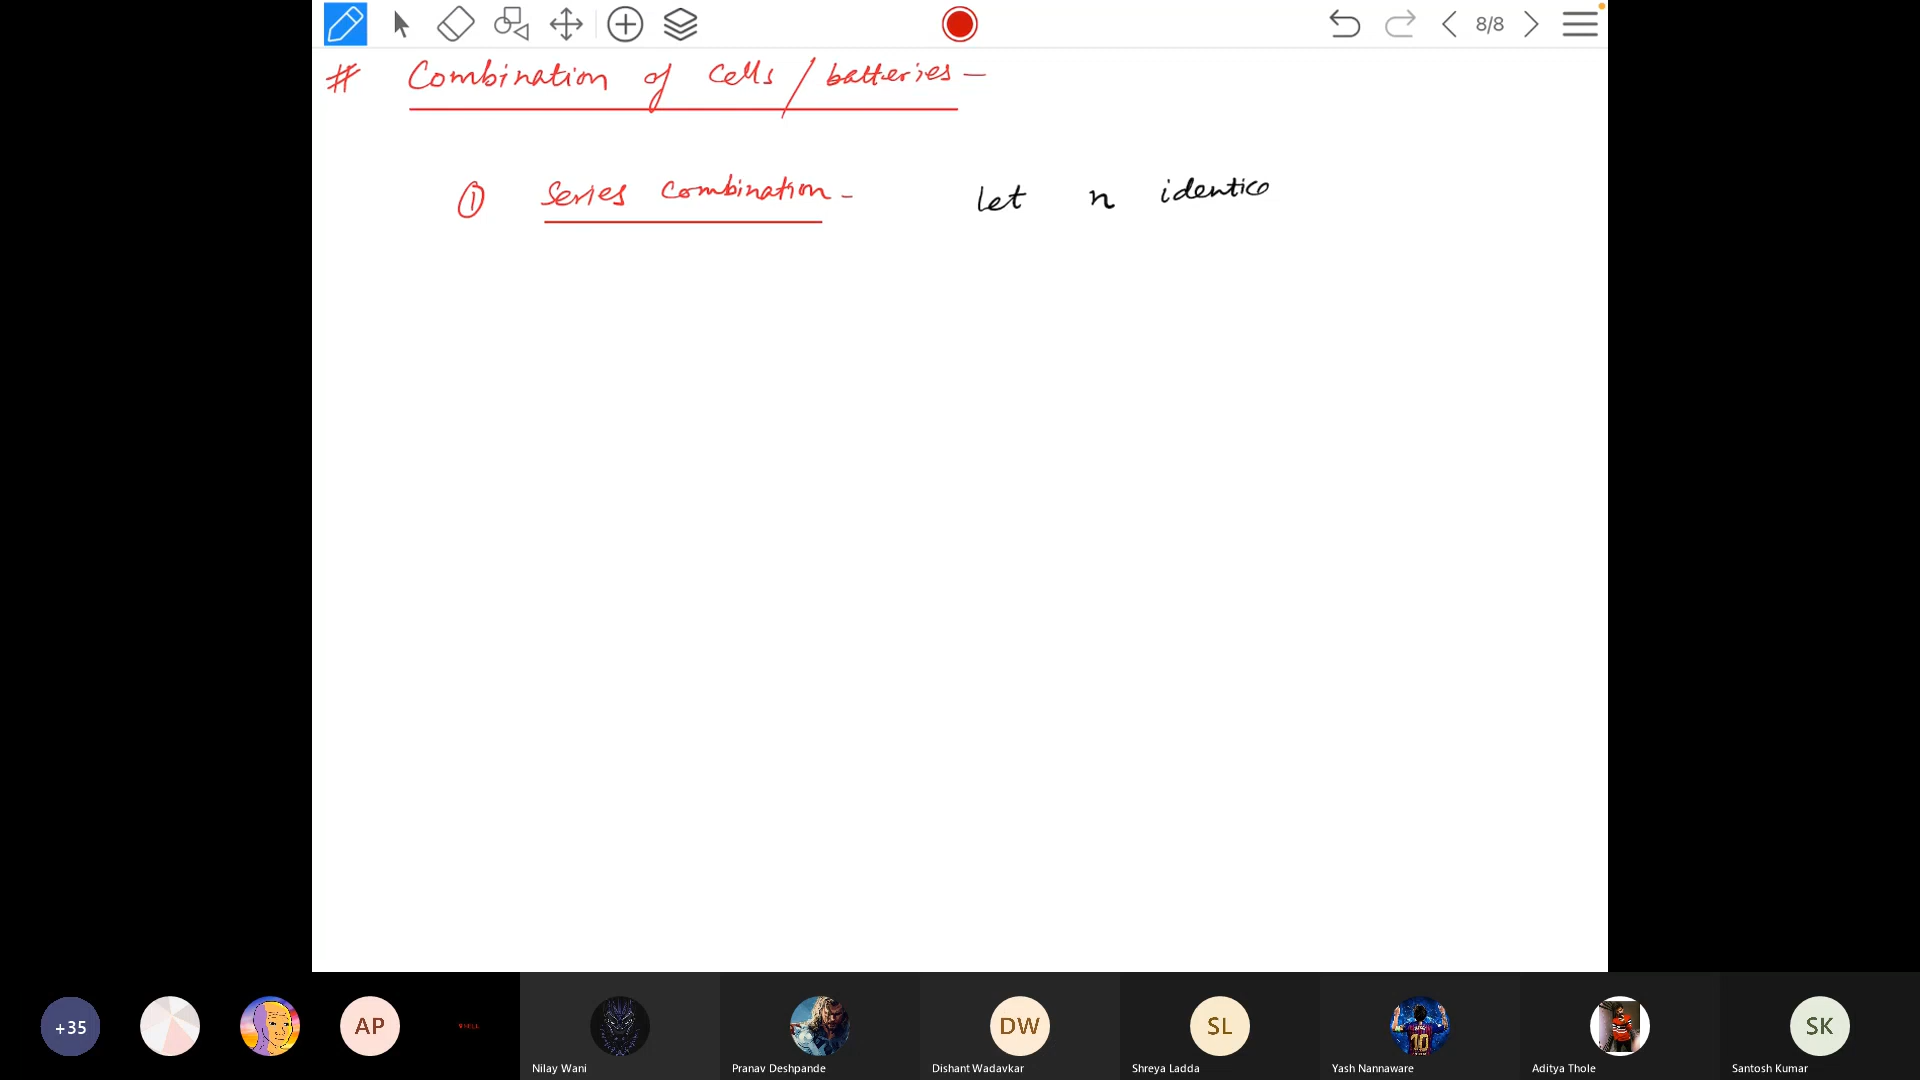 8/8
# Combination of cells / batteries -
① Series Combination - Let n identica
+35
AP
DW
SL
10
SK
Nilay Wani
Pranav Deshpande
Dishant Wadavkar
Shreya Ladda
Yash Nannaware
Aditya Thole
Santosh Kumar